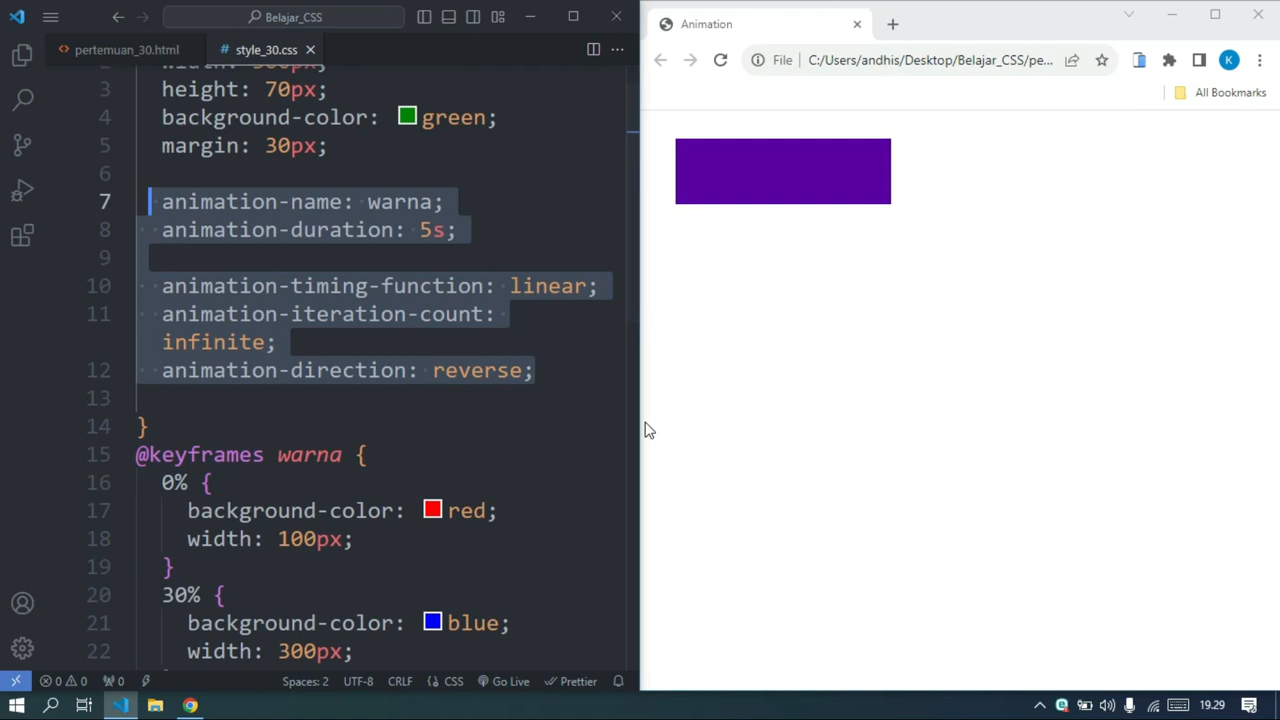 Belajar_CSS
pertemuan_30.html
# style_30.css
3 height: 70px;
4 background-color: green;
5 margin: 30px;
6
7 animation-name: warna;
8 animation-duration: 5s;
9
10 animation-timing-function: linear;
11 animation-iteration-count:
infinite;
12 animation-direction: reverse;
13
14 }
15 @keyframes warna {
16 0% {
17 background-color: red;
18 width: 100px;
19 }
20 30% {
21 background-color: blue;
22 width: 300px;
0 0 0 Spaces: 2 UTF-8 CRLF CSS Go Live Prettier
Animation
File C:/Users/andhis/Desktop/Belajar_CSS/pe... K
All Bookmarks
19.29